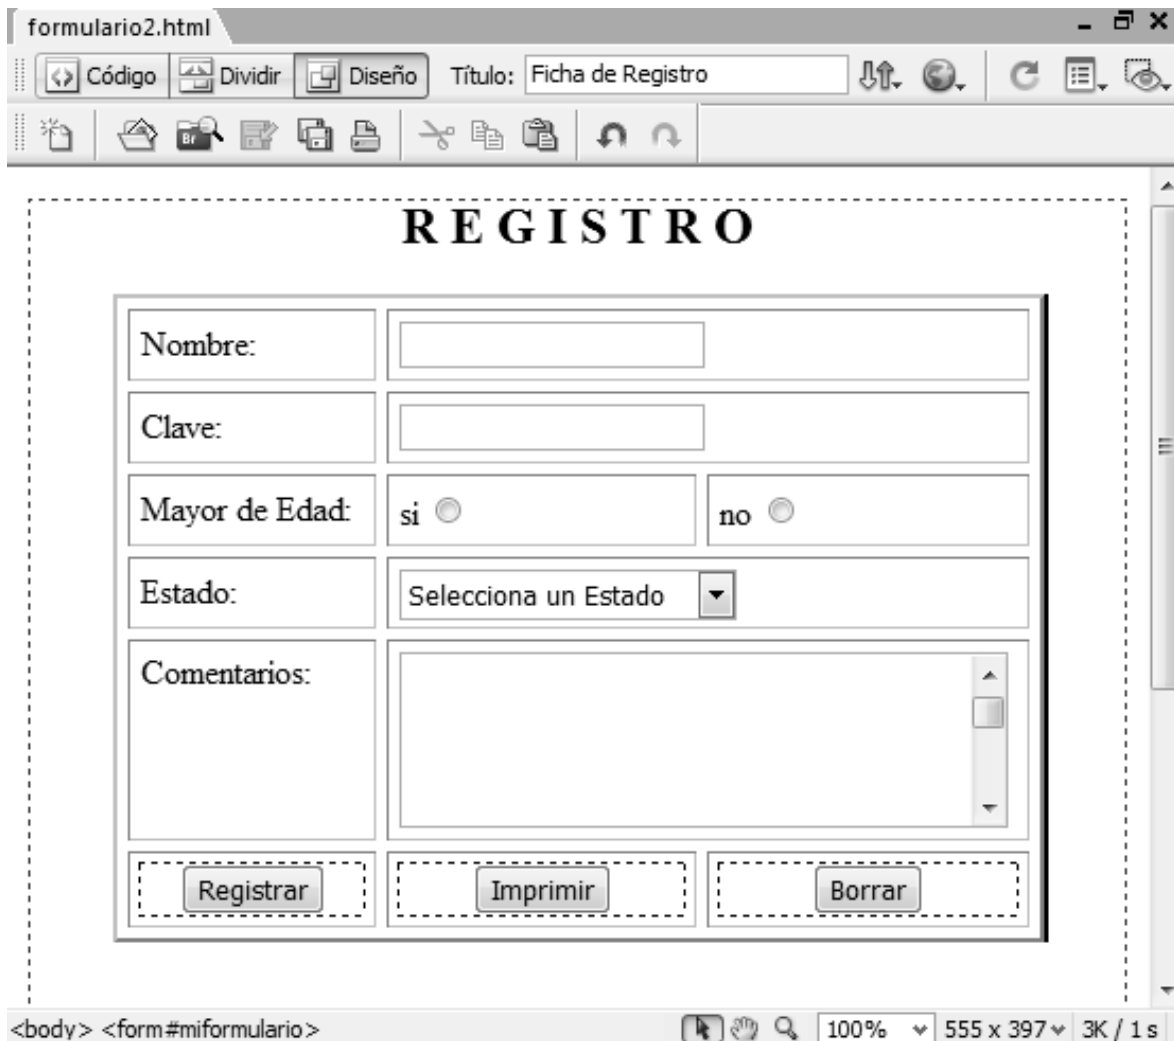 formulario2.html
Código Dividir Diseño Título: Ficha de Registro
Br
R E G I S T R O
Nombre:
Clave:
Mayor de Edad: si no
Estado: Selecciona un Estado
Comentarios:
Registrar Imprimir Borrar
<body> <form#miformulario> 100% 555 x 397 3K / 1 s